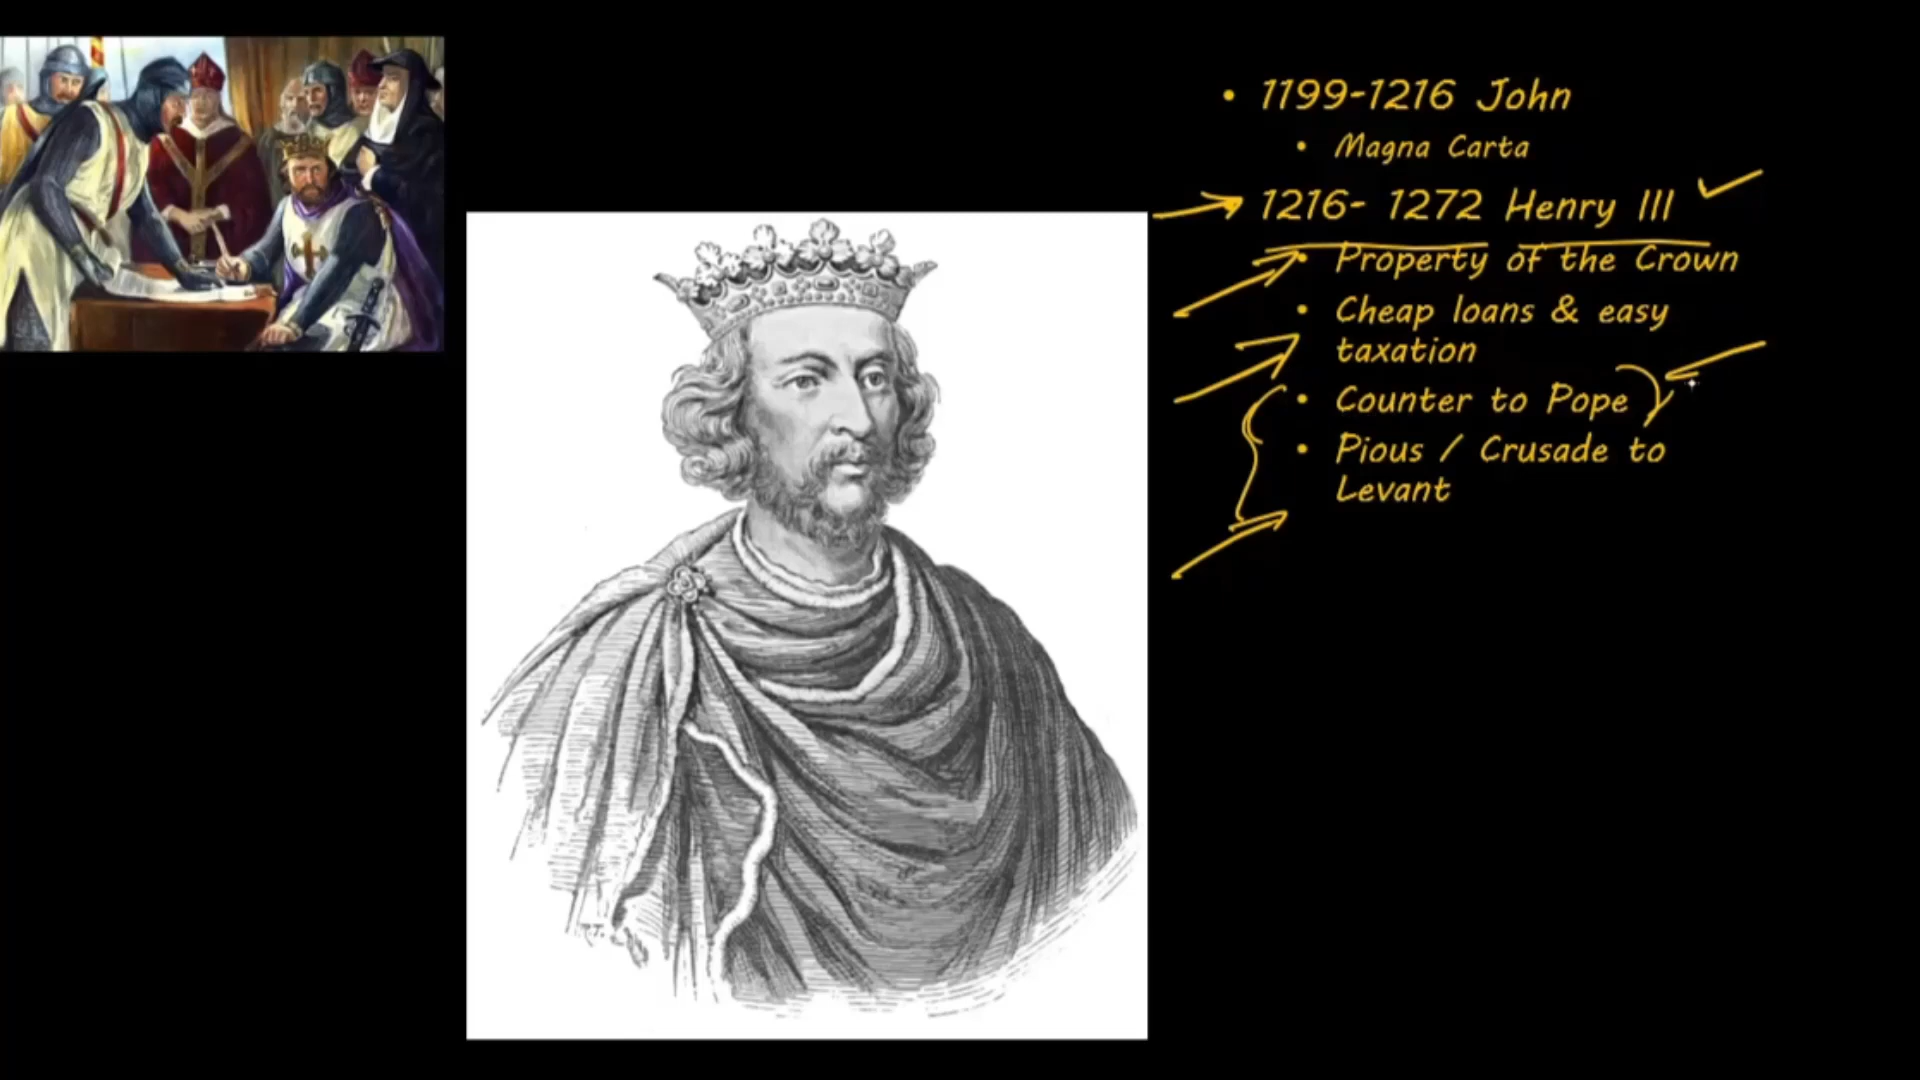 • 1199-1216 John
• Magna Carta
1216- 1272 Henry III
• Property of the Crown
• Cheap loans & easy
taxation
• Counter to Pope
• Pious / Crusade to
Levant